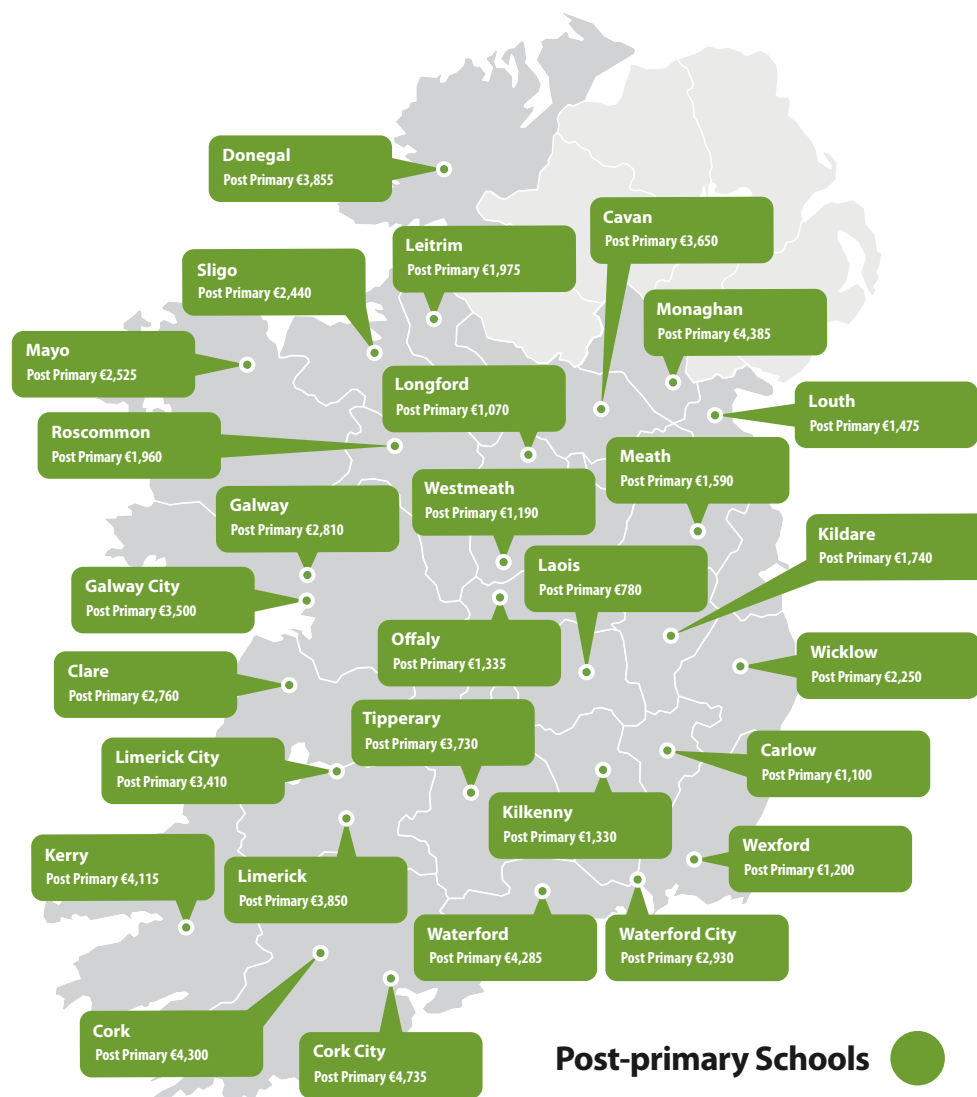 Donegal
Post Primary €3,855
Cavan
Post Primary €3,650
Leitrim
Post Primary €1,975
Sligo
Post Primary €2,440
Monaghan
Post Primary €4,385
Mayo
Post Primary €2,525
Longford
Post Primary €1,070
Louth
Post Primary €1,475
Roscommon
Post Primary €1,960
Meath
Post Primary €1,590
Westmeath
Post Primary €1,190
Galway
Post Primary €2,810
Kildare
Post Primary €1,740
Laois
Post Primary €780
Galway City
Post Primary €3,500
Offaly
Post Primary €1,335
Wicklow
Post Primary €2,250
Clare
Post Primary €2,760
Tipperary
Post Primary €3,730
Carlow
Post Primary €1,100
Limerick City
Post Primary €3,410
Kilkenny
Post Primary €1,330
Wexford
Post Primary €1,200
Kerry
Post Primary €4,115
Limerick
Post Primary €3,850
Waterford
Post Primary €4,285
Waterford City
Post Primary €2,930
Cork
Post Primary €4,300
Cork City
Post Primary €4,735
Post-primary Schools